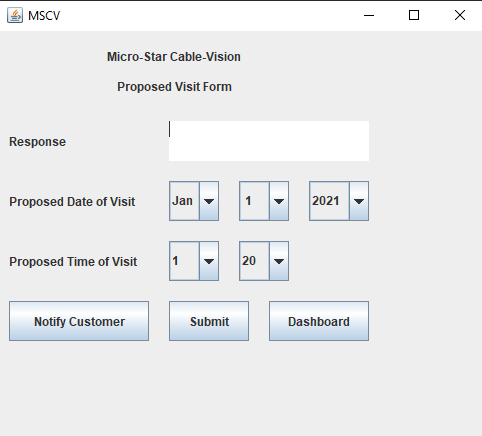 MSCV
Micro-Star Cable-Vision
Proposed Visit Form
Response
Proposed Date of Visit Jan 1 2021
Proposed Time of Visit 1 20
Notify Customer Submit Dashboard